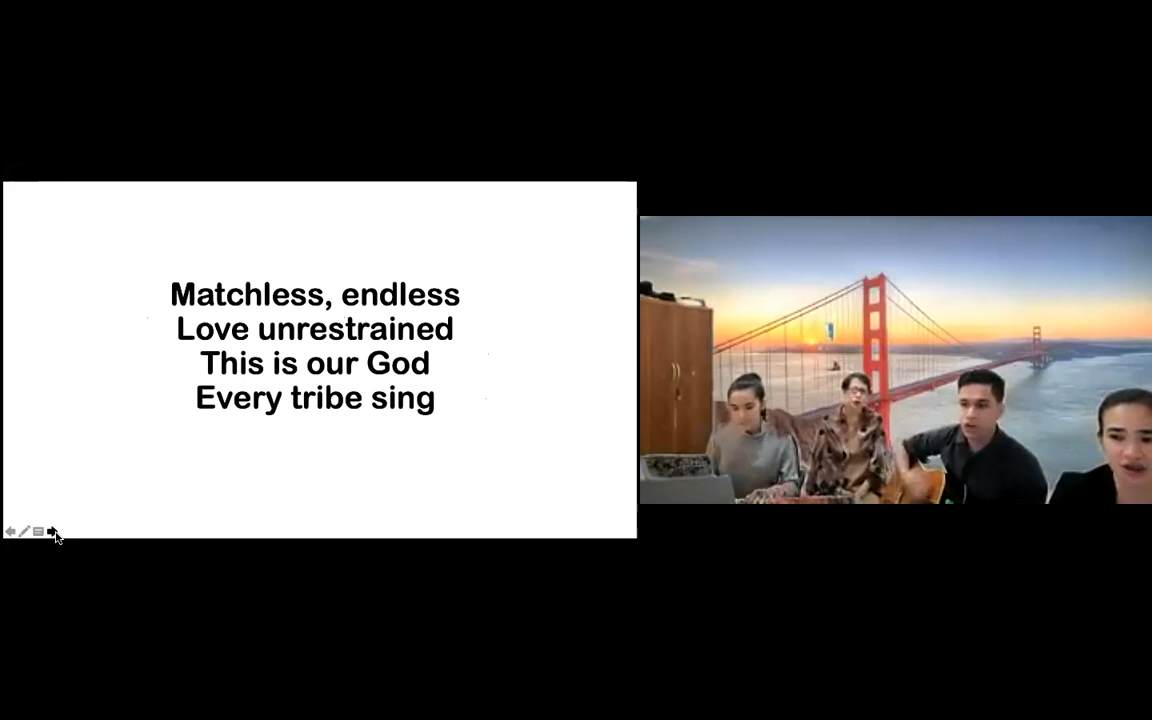 Matchless, endless
Love unrestrained
This is our God
Every tribe sing